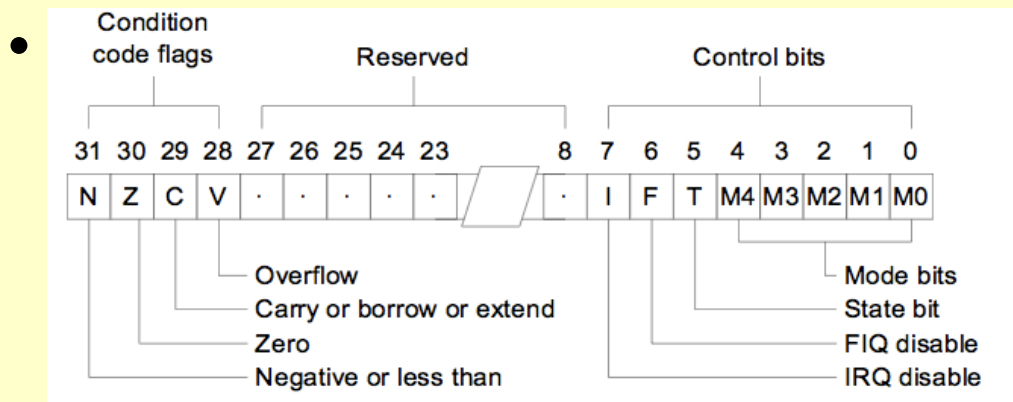 Condition
code flags
Reserved
Control bits
31 30 29 28 27 26 25 24 23 8 7 6 5 4 3 2 1 0
N Z C V · · · · · · I F T M4 M3 M2 M1 M0
Overflow
Mode bits
Carry or borrow or extend
State bit
Zero
FIQ disable
Negative or less than
IRQ disable